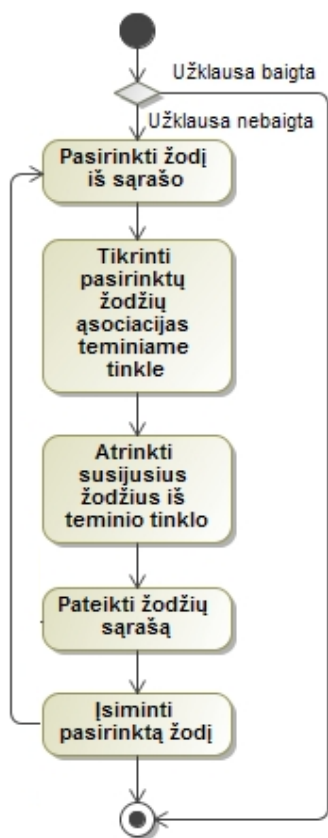 Užklausa baigta
Užklausa nebaigta
Pasirinkti žodį
iš sąrašo
Tikrinti
pasirinktų
žodžių
ąsociacijas
teminiame
tinkle
Atrinkti
susijusius
žodžius iš
teminio tinklo
Pateikti žodžių
sąrašą
Įsiminti
pasirinktą žodį